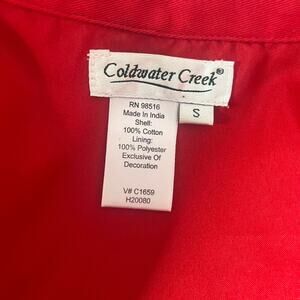 Coldwater Creek®
S
RN 98516
Made In India
Shell:
100% Cotton
Lining:
100% Polyester
Exclusive Of
Decoration
V# C1659
H20080